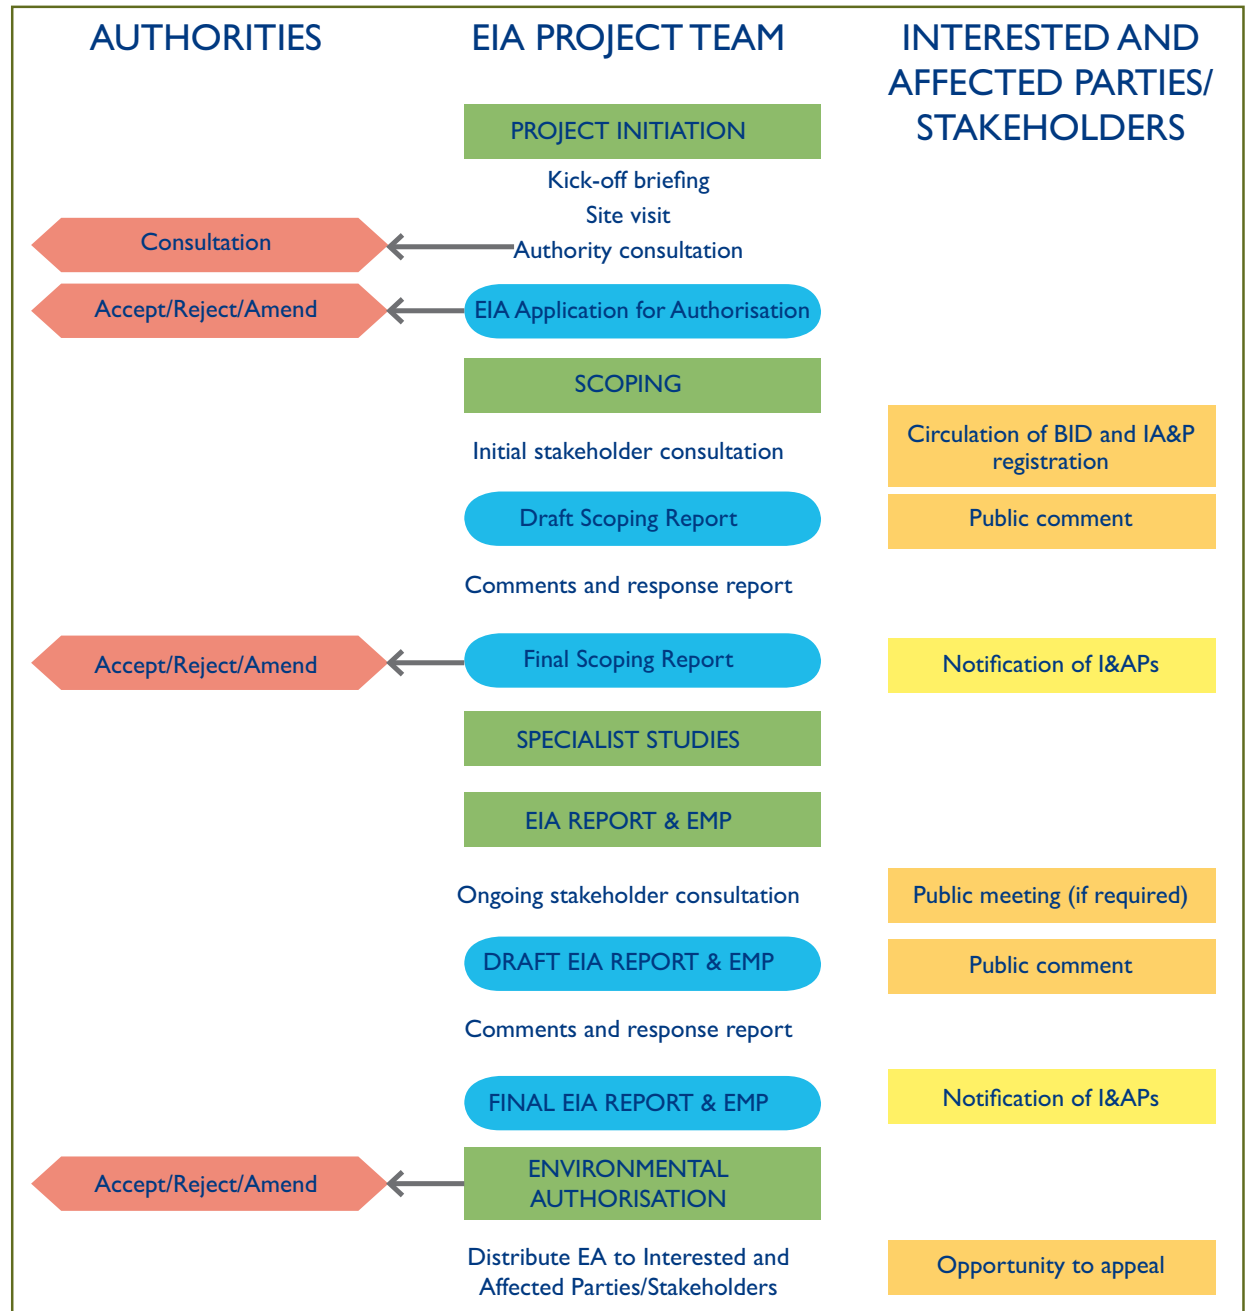 AUTHORITIES
EIA PROJECT TEAM
INTERESTED AND
AFFECTED PARTIES/
STAKEHOLDERS
PROJECT INITIATION
Kick-off briefing
Site visit
Authority consultation
Consultation
EIA Application for Authorisation
Accept/Reject/Amend
SCOPING
Initial stakeholder consultation
Circulation of BID and IA&P
registration
Draft Scoping Report
Public comment
Comments and response report
Final Scoping Report
Accept/Reject/Amend
Notification of I&APs
SPECIALIST STUDIES
EIA REPORT & EMP
Ongoing stakeholder consultation
Public meeting (if required)
DRAFT EIA REPORT & EMP
Public comment
Comments and response report
FINAL EIA REPORT & EMP
Notification of I&APs
ENVIRONMENTAL
AUTHORISATION
Accept/Reject/Amend
Distribute EA to Interested and
Affected Parties/Stakeholders
Opportunity to appeal